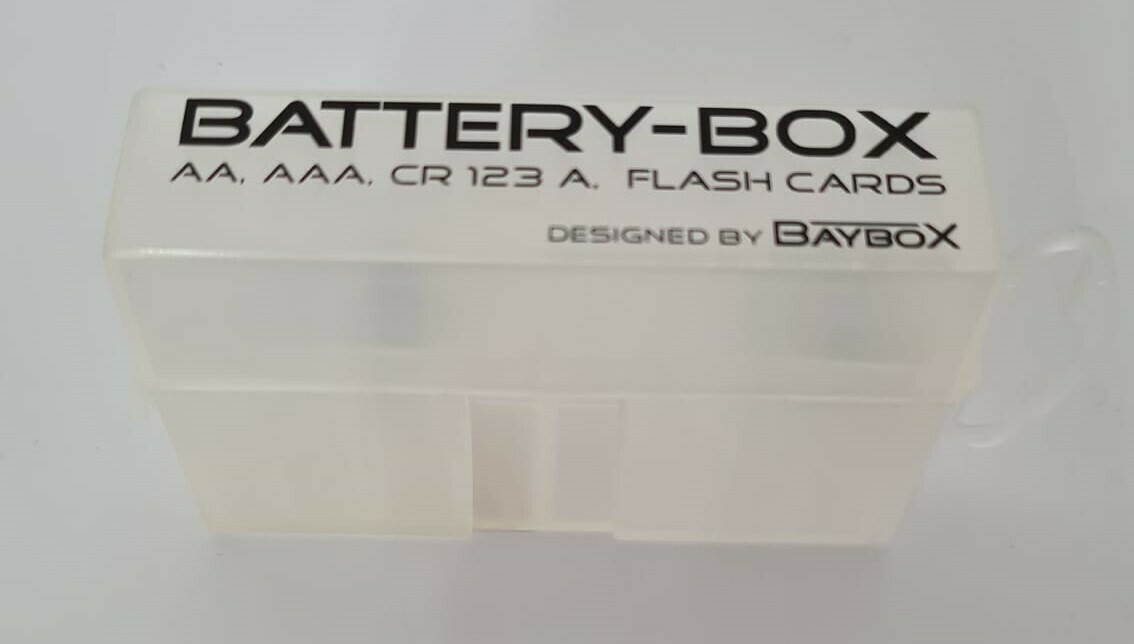 BATTERY-BOX
AA, AAA, CR 123 A, FLASH CARDS
DESIGNED BY BAYBOX